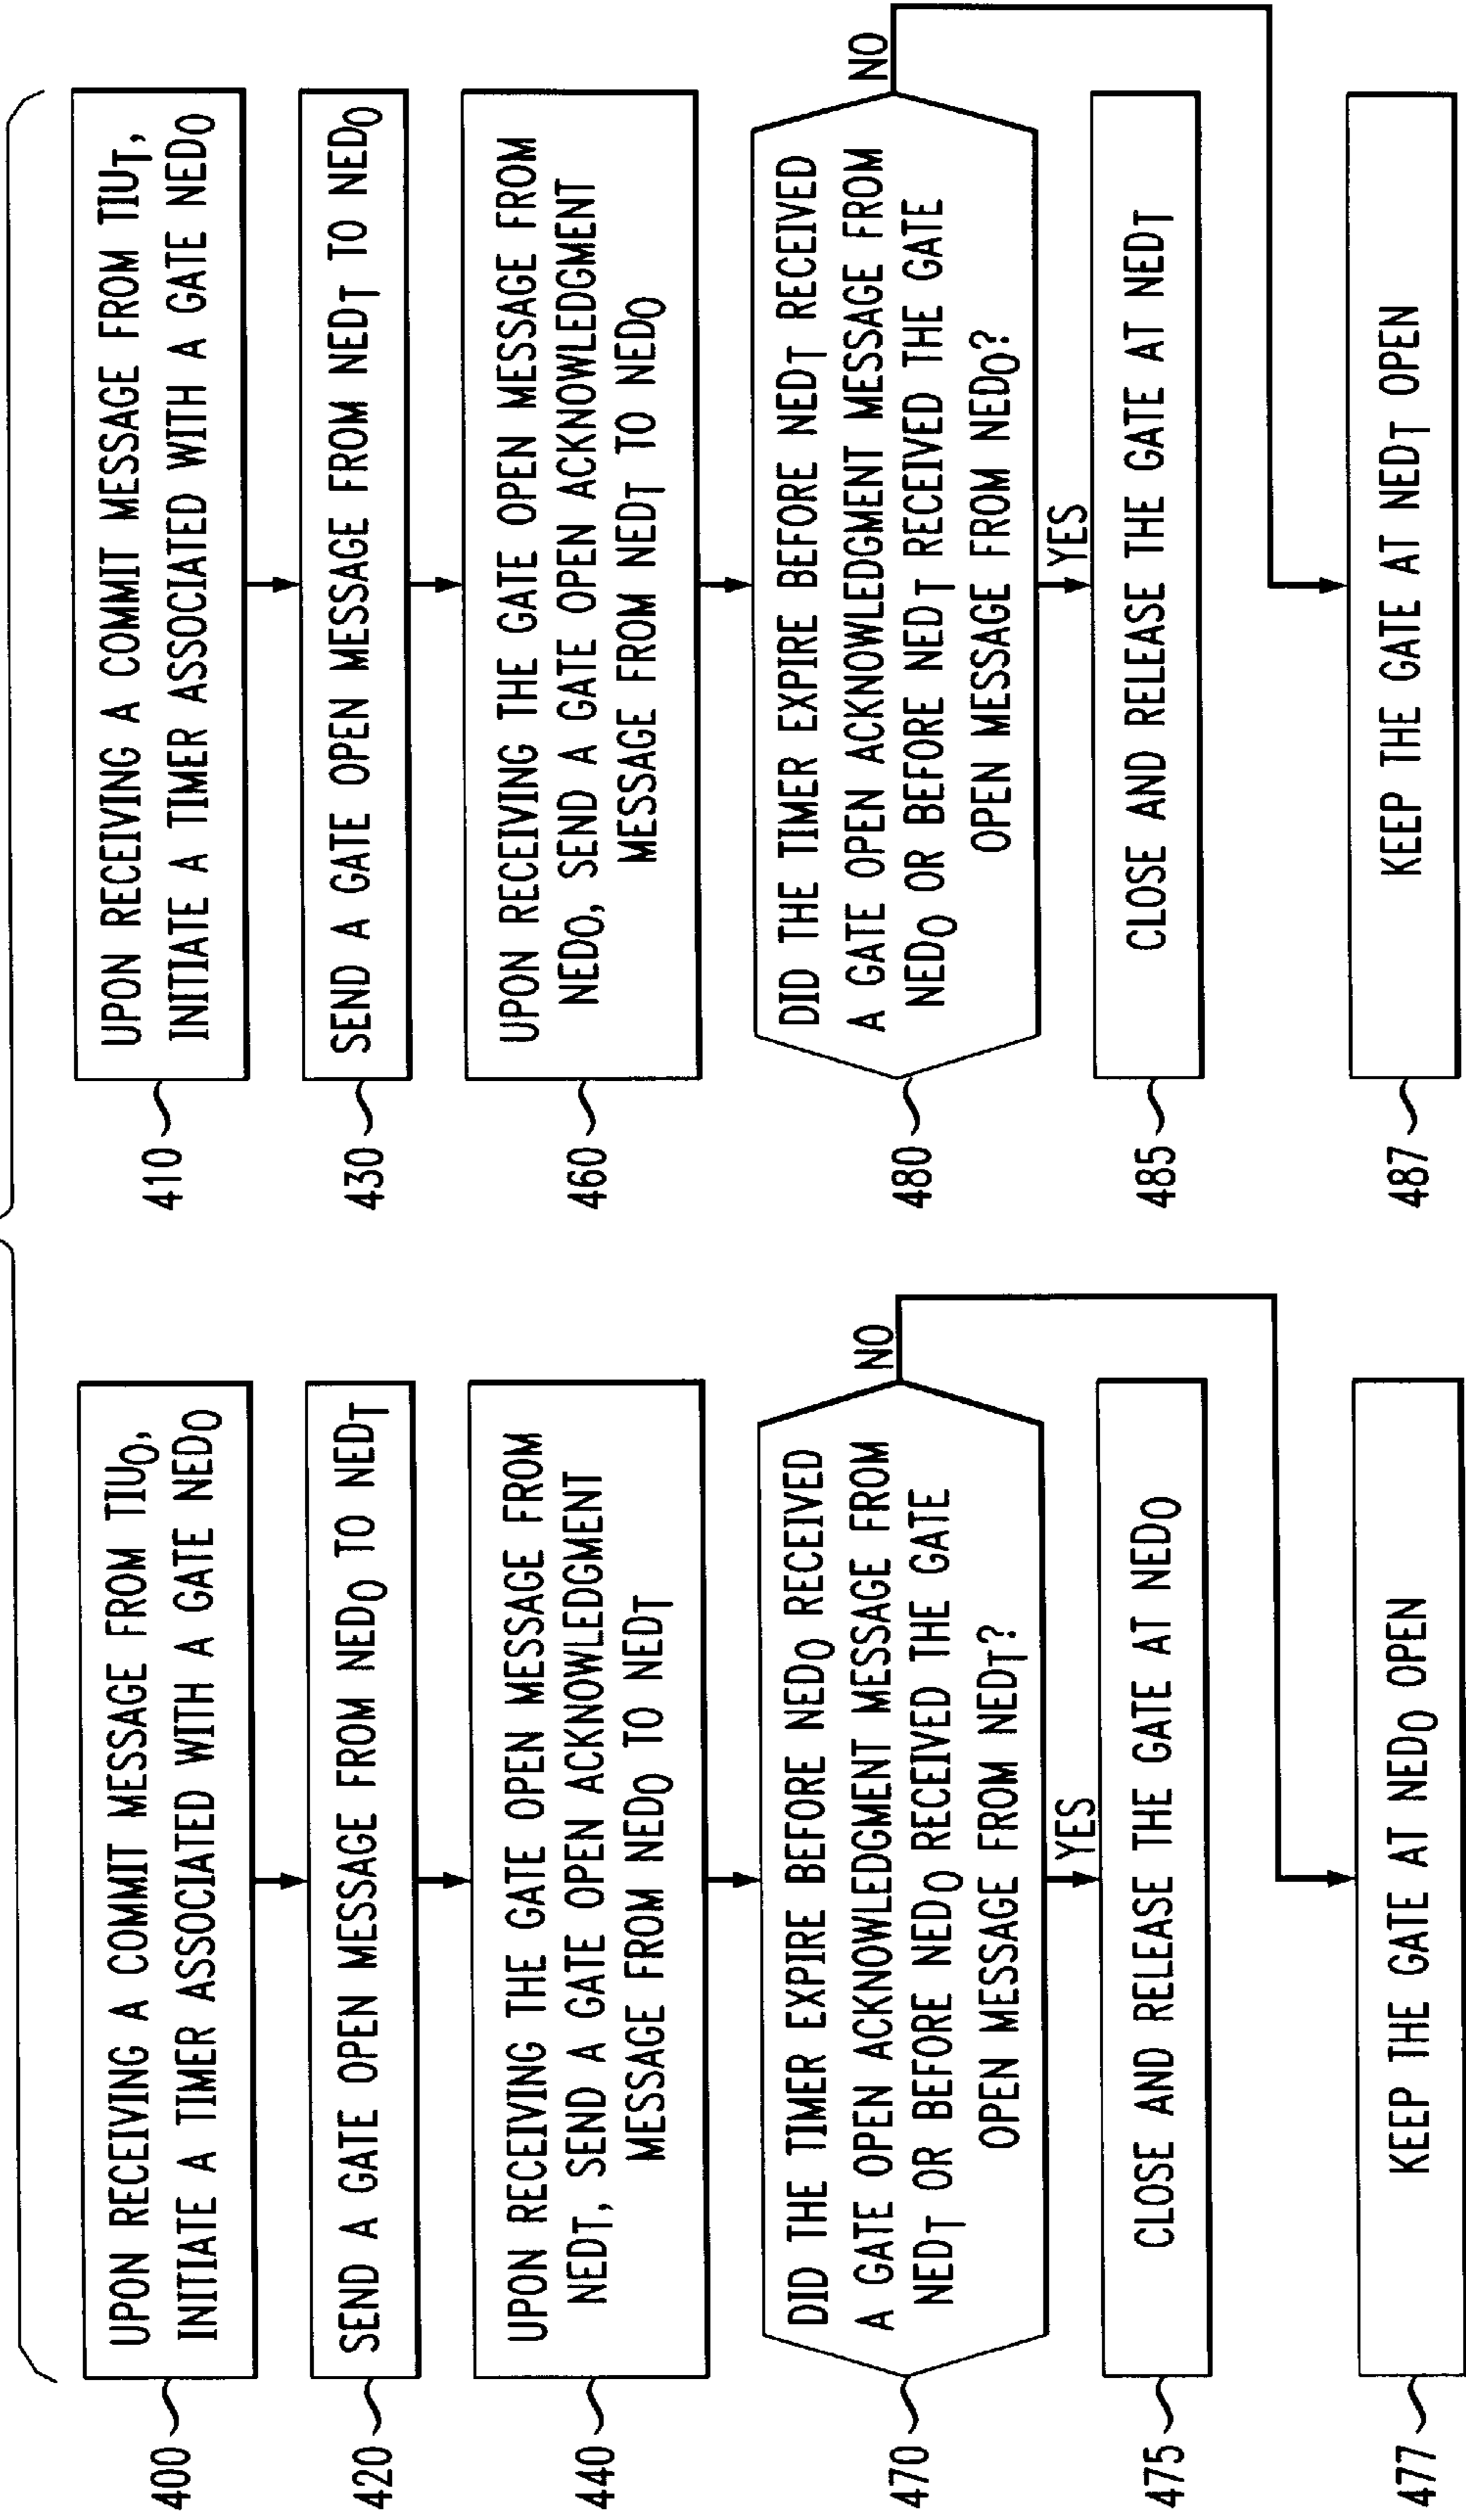 400
UPON RECEIVING A COMMIT MESSAGE FROM TIUO,
INITIATE A TIMER ASSOCIATED WITH A GATE NEDO
420
SEND A GATE OPEN MESSAGE FROM NEDO TO NEDT
440
UPON RECEIVING THE GATE OPEN MESSAGE FROM
NEDT, SEND A GATE OPEN ACKNOWLEDGMENT
MESSAGE FROM NEDO TO NEDT
470
DID THE TIMER EXPIRE BEFORE NEDO RECEIVED
A GATE OPEN ACKNOWLEDGMENT MESSAGE FROM
NEDT OR BEFORE NEDO RECEIVED THE GATE
OPEN MESSAGE FROM NEDT?
NO
YES
475
CLOSE AND RELEASE THE GATE AT NEDO
477
KEEP THE GATE AT NEDO OPEN
410
UPON RECEIVING A COMMIT MESSAGE FROM TIUT,
INITIATE A TIMER ASSOCIATED WITH A GATE NEDO
430
SEND A GATE OPEN MESSAGE FROM NEDT TO NEDO
460
UPON RECEIVING THE GATE OPEN MESSAGE FROM
NEDO, SEND A GATE OPEN ACKNOWLEDGMENT
MESSAGE FROM NEDT TO NEDO
480
DID THE TIMER EXPIRE BEFORE NEDT RECEIVED
A GATE OPEN ACKNOWLEDGMENT MESSAGE FROM
NEDO OR BEFORE NEDT RECEIVED THE GATE
OPEN MESSAGE FROM NEDO?
NO
YES
485
CLOSE AND RELEASE THE GATE AT NEDT
487
KEEP THE GATE AT NEDT OPEN